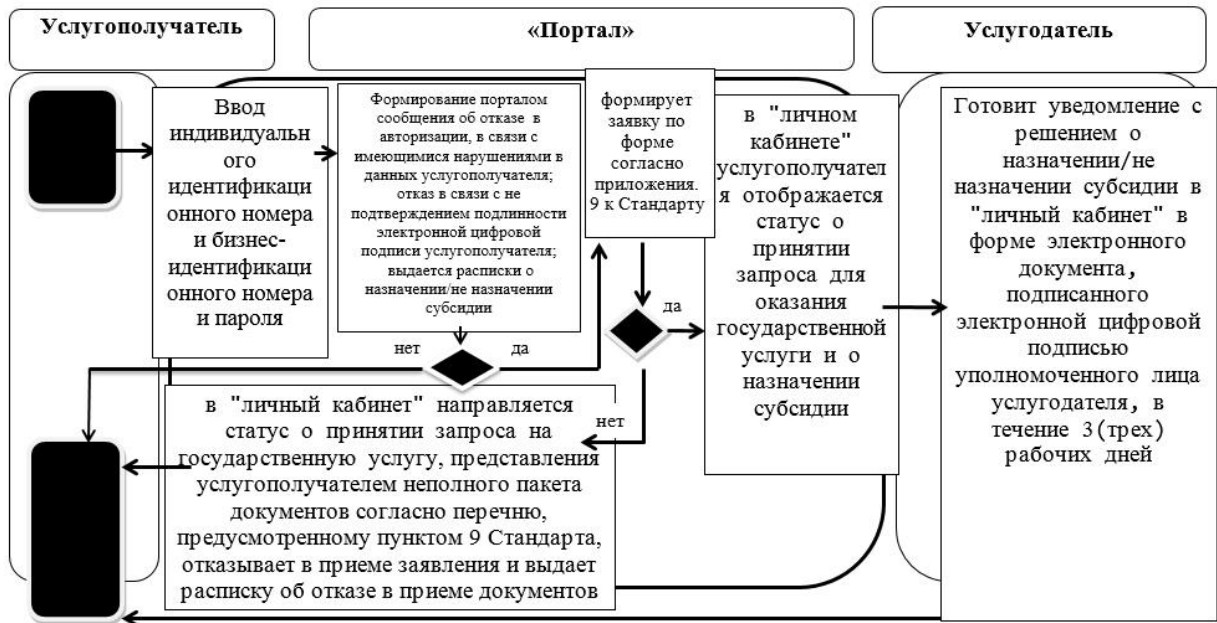 Услугополучатель
«Портал»
Услугодатель
Ввод
индивидуальн
ого
идентификаци
онного номера
и бизнес-
идентификаци
онного номера
и пароля
Формирование порталом
сообщения об отказе в
авторизации, в связи с
имеющимися нарушениями в
данных услугополучателя;
отказ в связи с не
подтверждением подлинности
электронной цифровой
подписи услугополучателя;
выдается расписки о
назначении/не назначении
субсидии
формирует
заявку по
форме
согласно
приложения.
9 к Стандарту
в "личном
кабинете"
услугополучател
я отображается
статус о
принятии
запроса для
оказания
государственной
услуги и о
назначении
субсидии
Готовит уведомление с
решением о
назначении/не
назначении субсидии в
"личный кабинет" в
форме электронного
документа,
подписанного
электронной цифровой
подписью
уполномоченного лица
услугодателя, в
течение 3(трех)
рабочих дней
да
нет
да
нет
в "личный кабинет" направляется
статус о принятии запроса на
государственную услугу, представления
услугополучателем неполного пакета
документов согласно перечню,
предусмотренному пунктом 9 Стандарта,
отказывает в приеме заявления и выдает
расписку об отказе в приеме документов